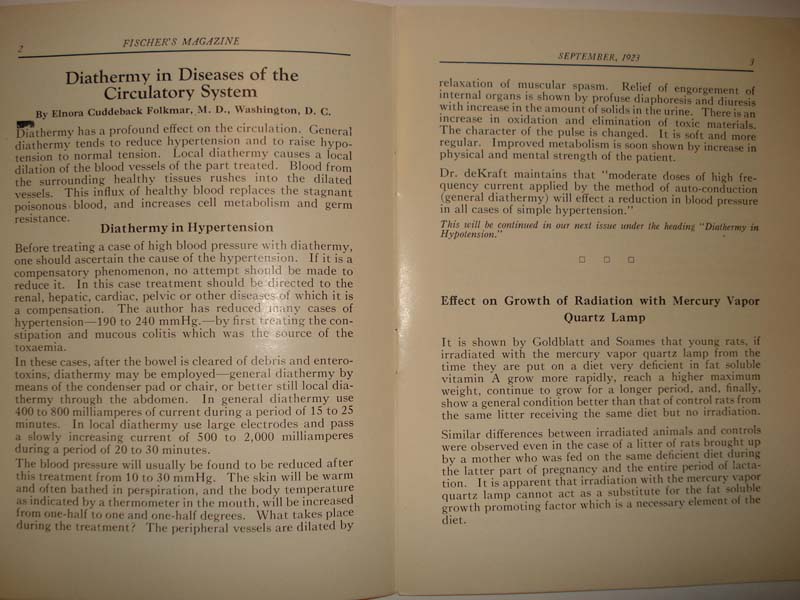 2
FISCHER'S MAGAZINE
Diathermy in Diseases of the
Circulatory System
By Elnora Cuddeback Folkmar, M. D., Washington, D. C.
Diathermy has a profound effect on the circulation. General
diathermy tends to reduce hypertension and to raise hypo-
tension to normal tension. Local diathermy causes a local
dilation of the blood vessels of the part treated. Blood from
the surrounding healthy tissues rushes into the dilated
vessels. This influx of healthy blood replaces the stagnant
poisonous blood, and increases cell metabolism and germ
resistance.
Diathermy in Hypertension
Before treating a case of high blood pressure with diathermy,
one should ascertain the cause of the hypertension. If it is a
compensatory phenomenon, no attempt should be made to
reduce it. In this case treatment should be directed to the
renal, hepatic, cardiac, pelvic or other diseases of which it is
a compensation. The author has reduced many cases of
hypertension—190 to 240 mmHg.—by first treating the con-
stipation and mucous colitis which was the source of the
toxaemia.
In these cases, after the bowel is cleared of debris and entero-
toxins, diathermy may be employed—general diathermy by
means of the condenser pad or chair, or better still local dia-
thermy through the abdomen. In general diathermy use
400 to 800 milliamperes of current during a period of 15 to 25
minutes. In local diathermy use large electrodes and pass
a slowly increasing current of 500 to 2,000 milliamperes
during a period of 20 to 30 minutes.
The blood pressure will usually be found to be reduced after
this treatment from 10 to 30 mmHg. The skin will be warm
and often bathed in perspiration, and the body temperature
as indicated by a thermometer in the mouth, will be increased
from one-half to one and one-half degrees. What takes place
during the treatment? The peripheral vessels are dilated by
SEPTEMBER, 1923
3
relaxation of muscular spasm. Relief of engorgement of
internal organs is shown by profuse diaphoresis and diuresis
with increase in the amount of solids in the urine. There is an
increase in oxidation and elimination of toxic materials.
The character of the pulse is changed. It is soft and more
regular. Improved metabolism is soon shown by increase in
physical and mental strength of the patient.
Dr. deKraft maintains that "moderate doses of high fre-
quency current applied by the method of auto-conduction
(general diathermy) will effect a reduction in blood pressure
in all cases of simple hypertension."
This will be continued in our next issue under the heading "Diathermy in
Hypotension."
Effect on Growth of Radiation with Mercury Vapor
Quartz Lamp
It is shown by Goldblatt and Soames that young rats, if
irradiated with the mercury vapor quartz lamp from the
time they are put on a diet very deficient in fat soluble
vitamin A grow more rapidly, reach a higher maximum
weight, continue to grow for a longer period, and, finally,
show a general condition better than that of control rats from
the same litter receiving the same diet but no irradiation.
Similar differences between irradiated animals and controls
were observed even in the case of a litter of rats brought up
by a mother who was fed on the same deficient diet during
the latter part of pregnancy and the entire period of lacta-
tion. It is apparent that irradiation with the mercury vapor
quartz lamp cannot act as a substitute for the fat soluble
growth promoting factor which is a necessary element of the
diet.